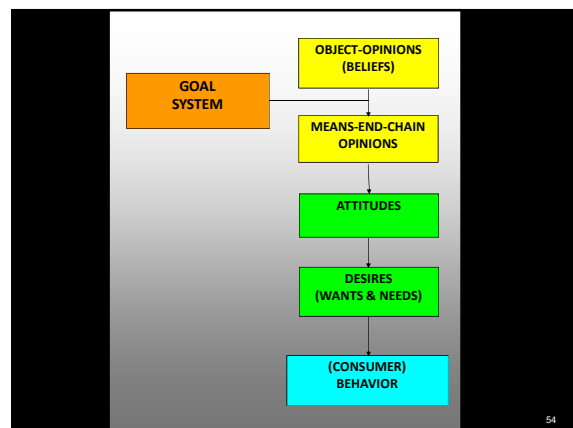 OBJECT-OPINIONS
(BELIEFS)
GOAL
SYSTEM
MEANS-END-CHAIN
OPINIONS
ATTITUDES
DESIRES
(WANTS & NEEDS)
(CONSUMER)
BEHAVIOR
54